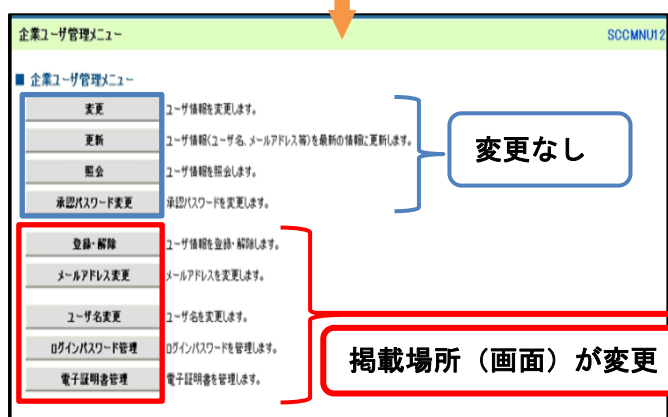 企業ユーザ管理メニュー SCCMNU12
■ 企業ユーザ管理メニュー
変更 ユーザ情報を変更します。
更新 ユーザ情報(ユーザ名、メールアドレス等)を最新の情報に更新します。
照会 ユーザ情報を照会します。
承認パスワード変更 承認パスワードを変更します。
変更なし
登録・解除 ユーザ情報を登録・解除します。
メールアドレス変更 メールアドレスを変更します。
ユーザ名変更 ユーザ名を変更します。
ログインパスワード管理 ログインパスワードを管理します。
電子証明書管理 電子証明書を管理します。
掲載場所（画面）が変更